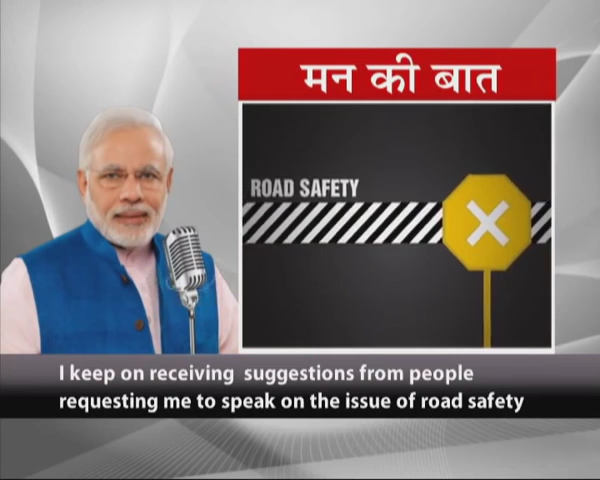 मन की बात
ROAD SAFETY
I keep on receiving suggestions from people
requesting me to speak on the issue of road safety